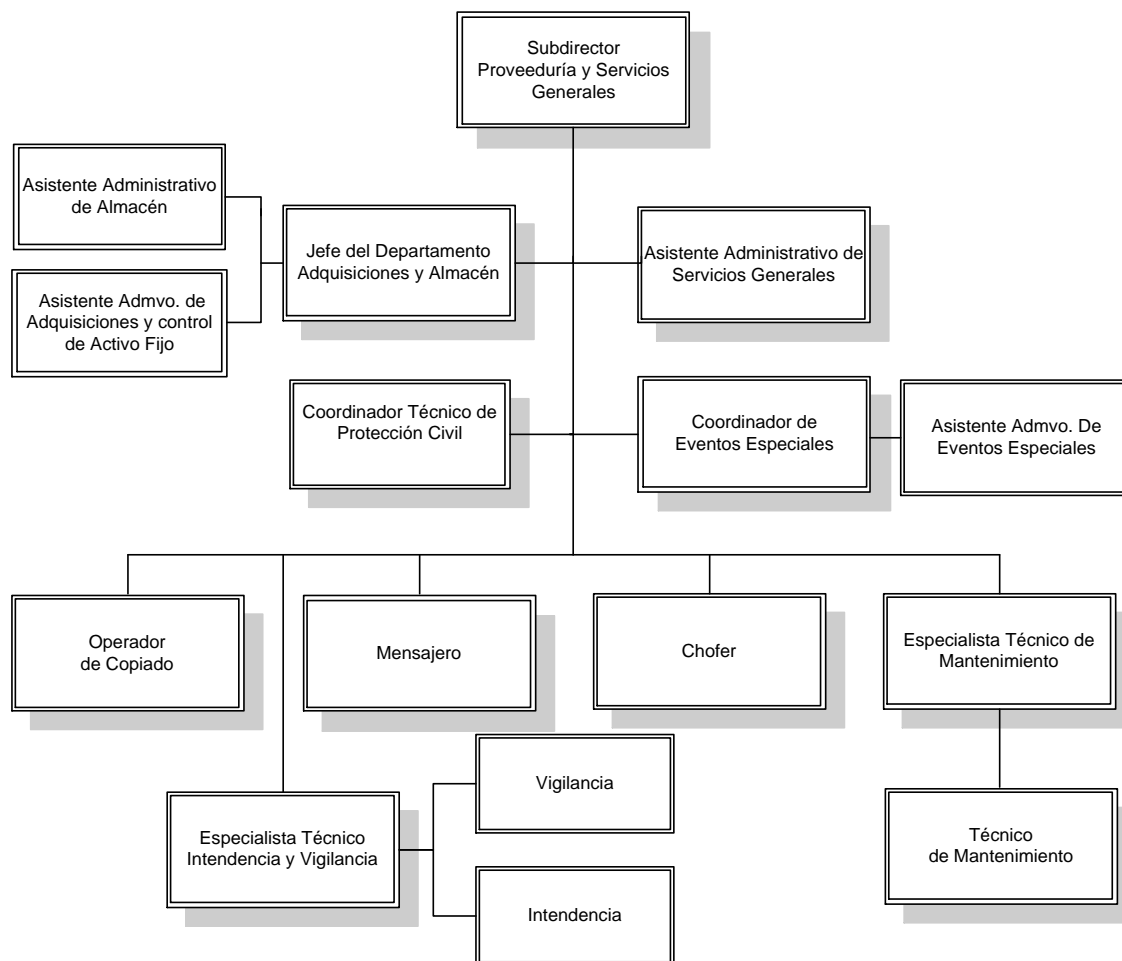 Subdirector
Proveeduría y Servicios
Generales
Asistente Administrativo
de Almacén
Jefe del Departamento
Adquisiciones y Almacén
Asistente Administrativo de
Servicios Generales
Asistente Admvo. de
Adquisiciones y control
de Activo Fijo
Coordinador Técnico de
Protección Civil
Coordinador de
Eventos Especiales
Asistente Admvo. De
Eventos Especiales
Operador
de Copiado
Mensajero
Chofer
Especialista Técnico de
Mantenimiento
Vigilancia
Especialista Técnico
Intendencia y Vigilancia
Técnico
de Mantenimiento
Intendencia